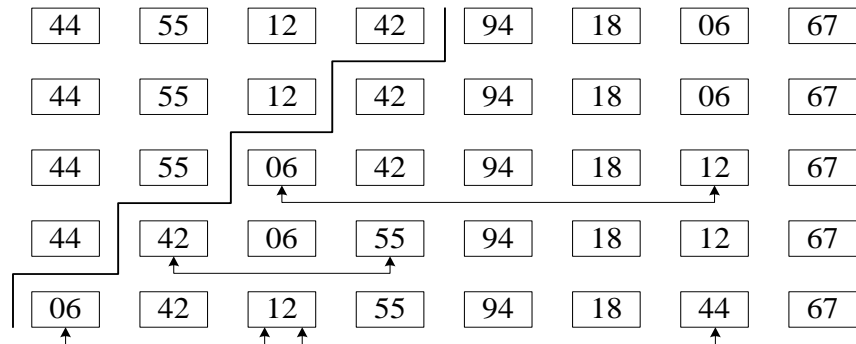 44 55 12 42 94 18 06 67
44 55 12 42 94 18 06 67
44 55 06 42 94 18 12 67
44 42 06 55 94 18 12 67
06 42 12 55 94 18 44 67